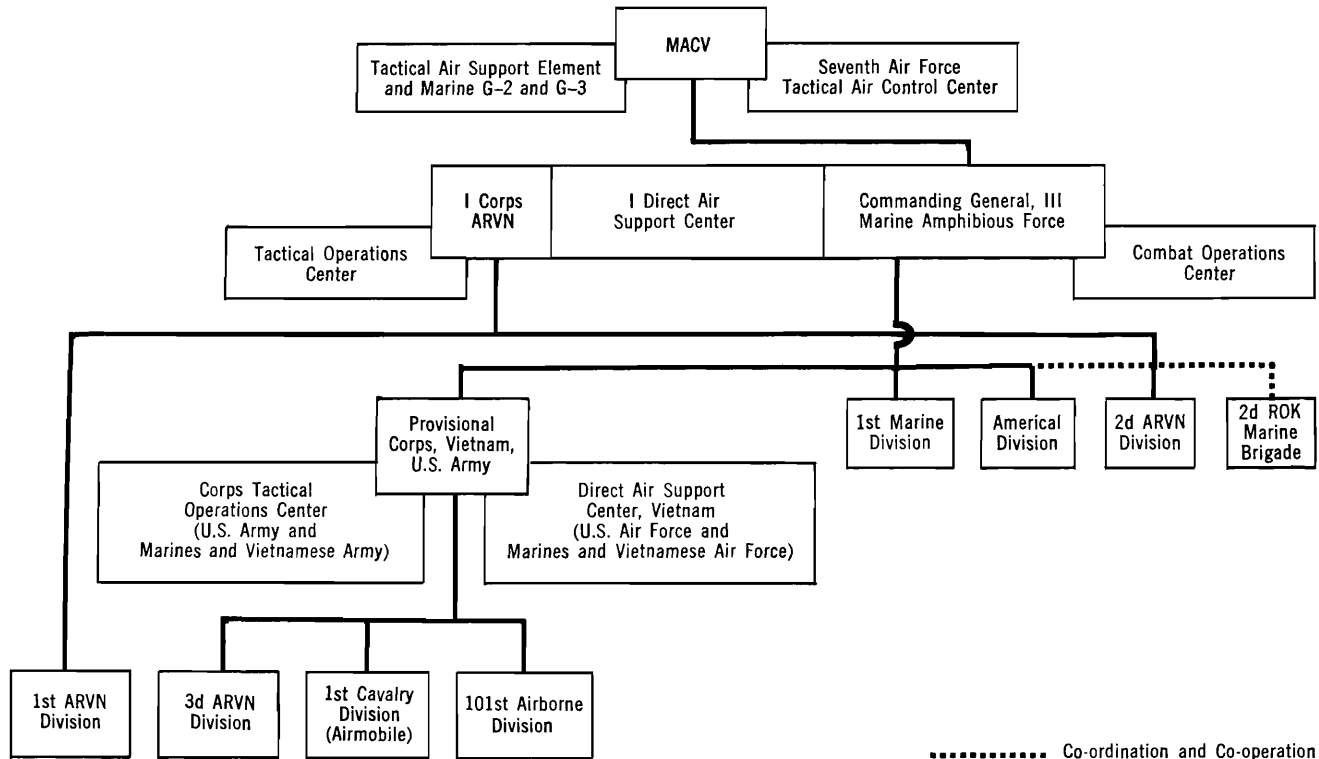 MACV
Tactical Air Support Element
and Marine G-2 and G-3
Seventh Air Force
Tactical Air Control Center
I Corps
ARVN
I Direct Air
Support Center
Commanding General, III
Marine Amphibious Force
Tactical Operations
Center
Combat Operations
Center
Provisional
Corps, Vietnam,
U.S. Army
1st Marine
Division
Americal
Division
2d ARVN
Division
2d ROK
Marine
Brigade
Corps Tactical
Operations Center
(U.S. Army and
Marines and Vietnamese Army)
Direct Air Support
Center, Vietnam
(U.S. Air Force and
Marines and Vietnamese Air Force)
1st ARVN
Division
3d ARVN
Division
1st Cavalry
Division
(Airmobile)
101st Airborne
Division
Co-ordination and Co-operation